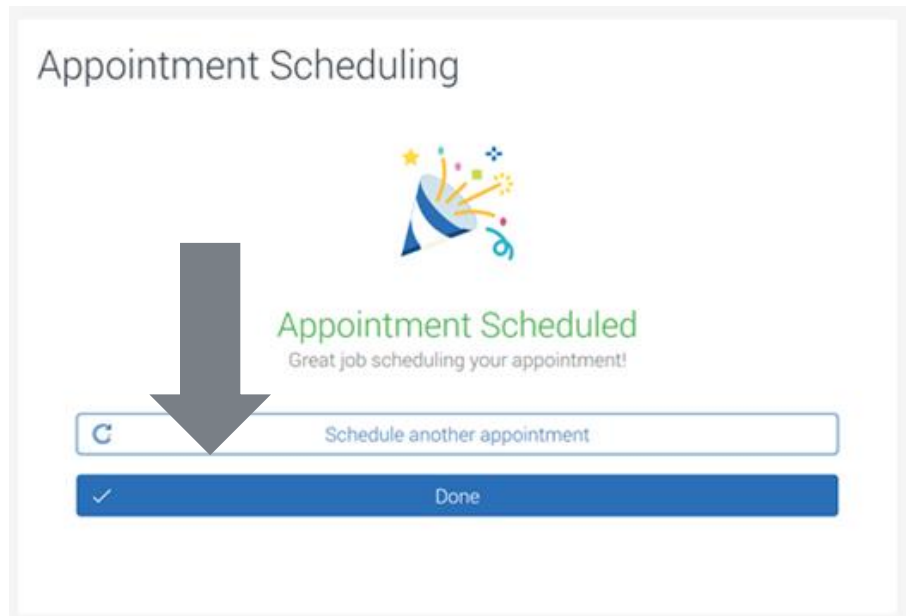 Appointment Scheduling
Appointment Scheduled
Great job scheduling your appointment!
Schedule another appointment
Done